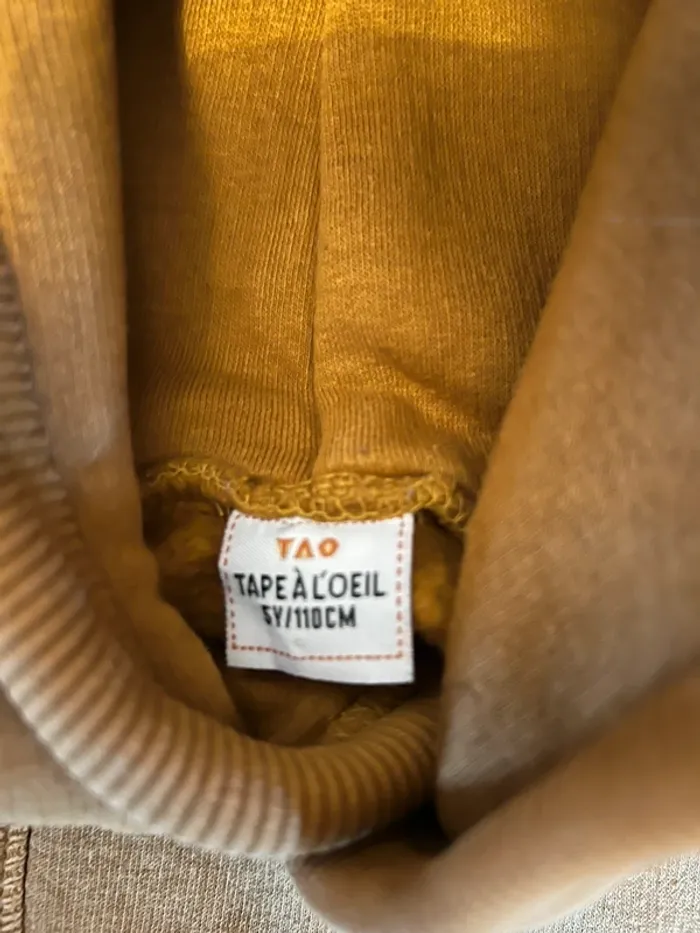 TAO
TAPE À L'OEIL
5Y/110CM